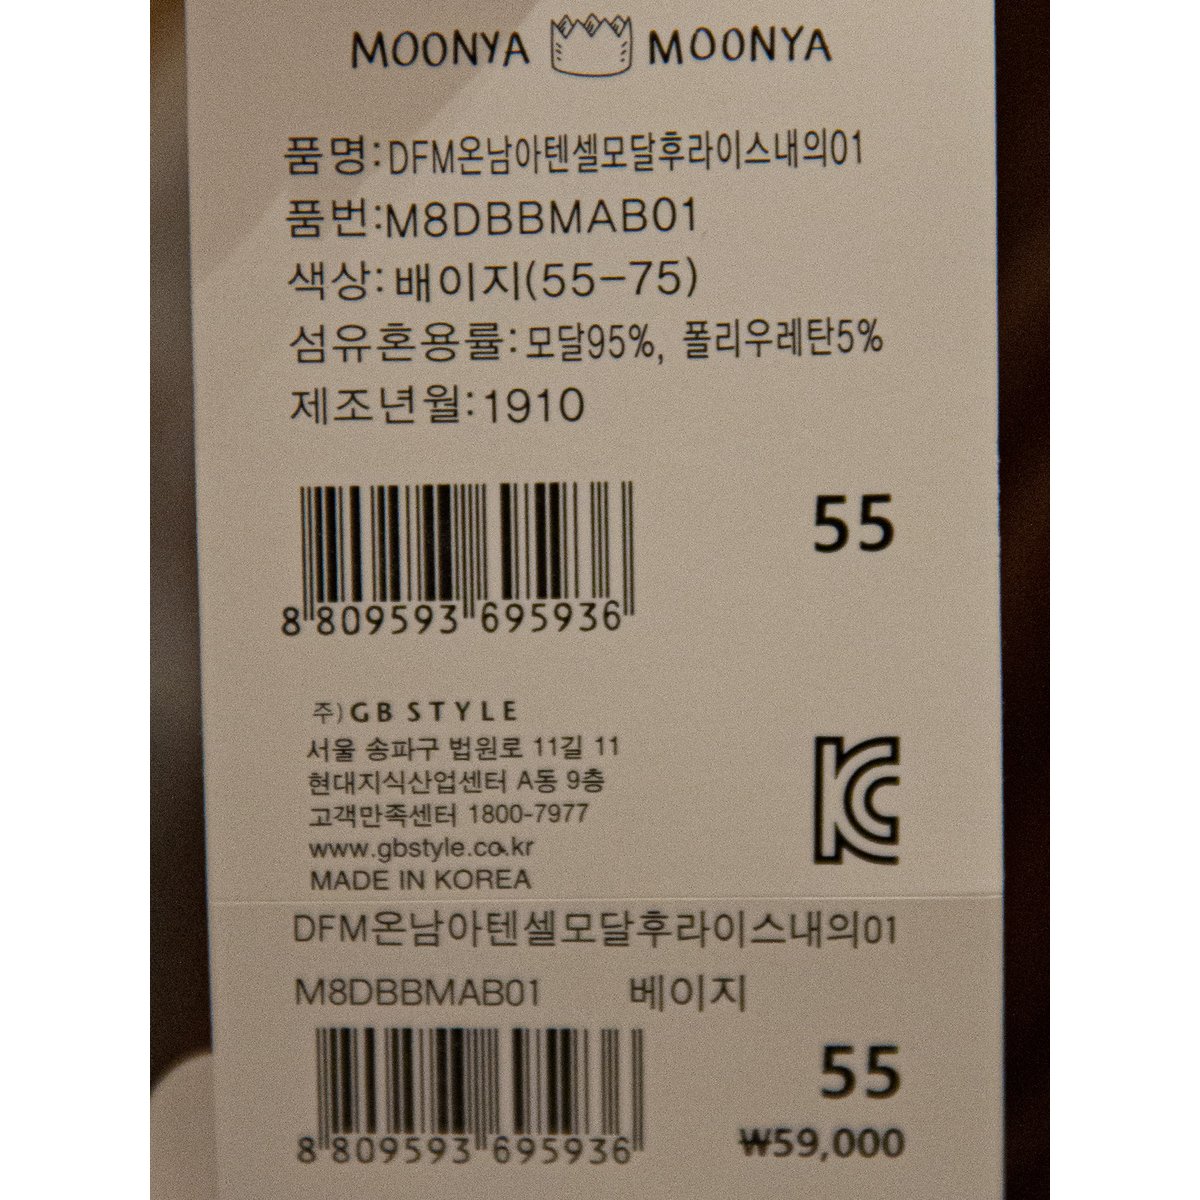 MOONYA MOONYA
품명:DFM온남아텐셀모달후라이스내의01
품번:M8DBBMAB01
색상:배이지(55-75)
섬유혼용률:모달95%, 폴리우레탄5%
제조년월:1910
55
8 809593 695936
주)GB STYLE
서울 송파구 법원로 11길 11
현대지식산업센터 A동 9층
고객만족센터 1800-7977
www.gbstyle.co.kr
MADE IN KOREA
DFM온남아텐셀모달후라이스내의01
M8DBBMAB01 베이지
55
8 809593 695936
₩59,000